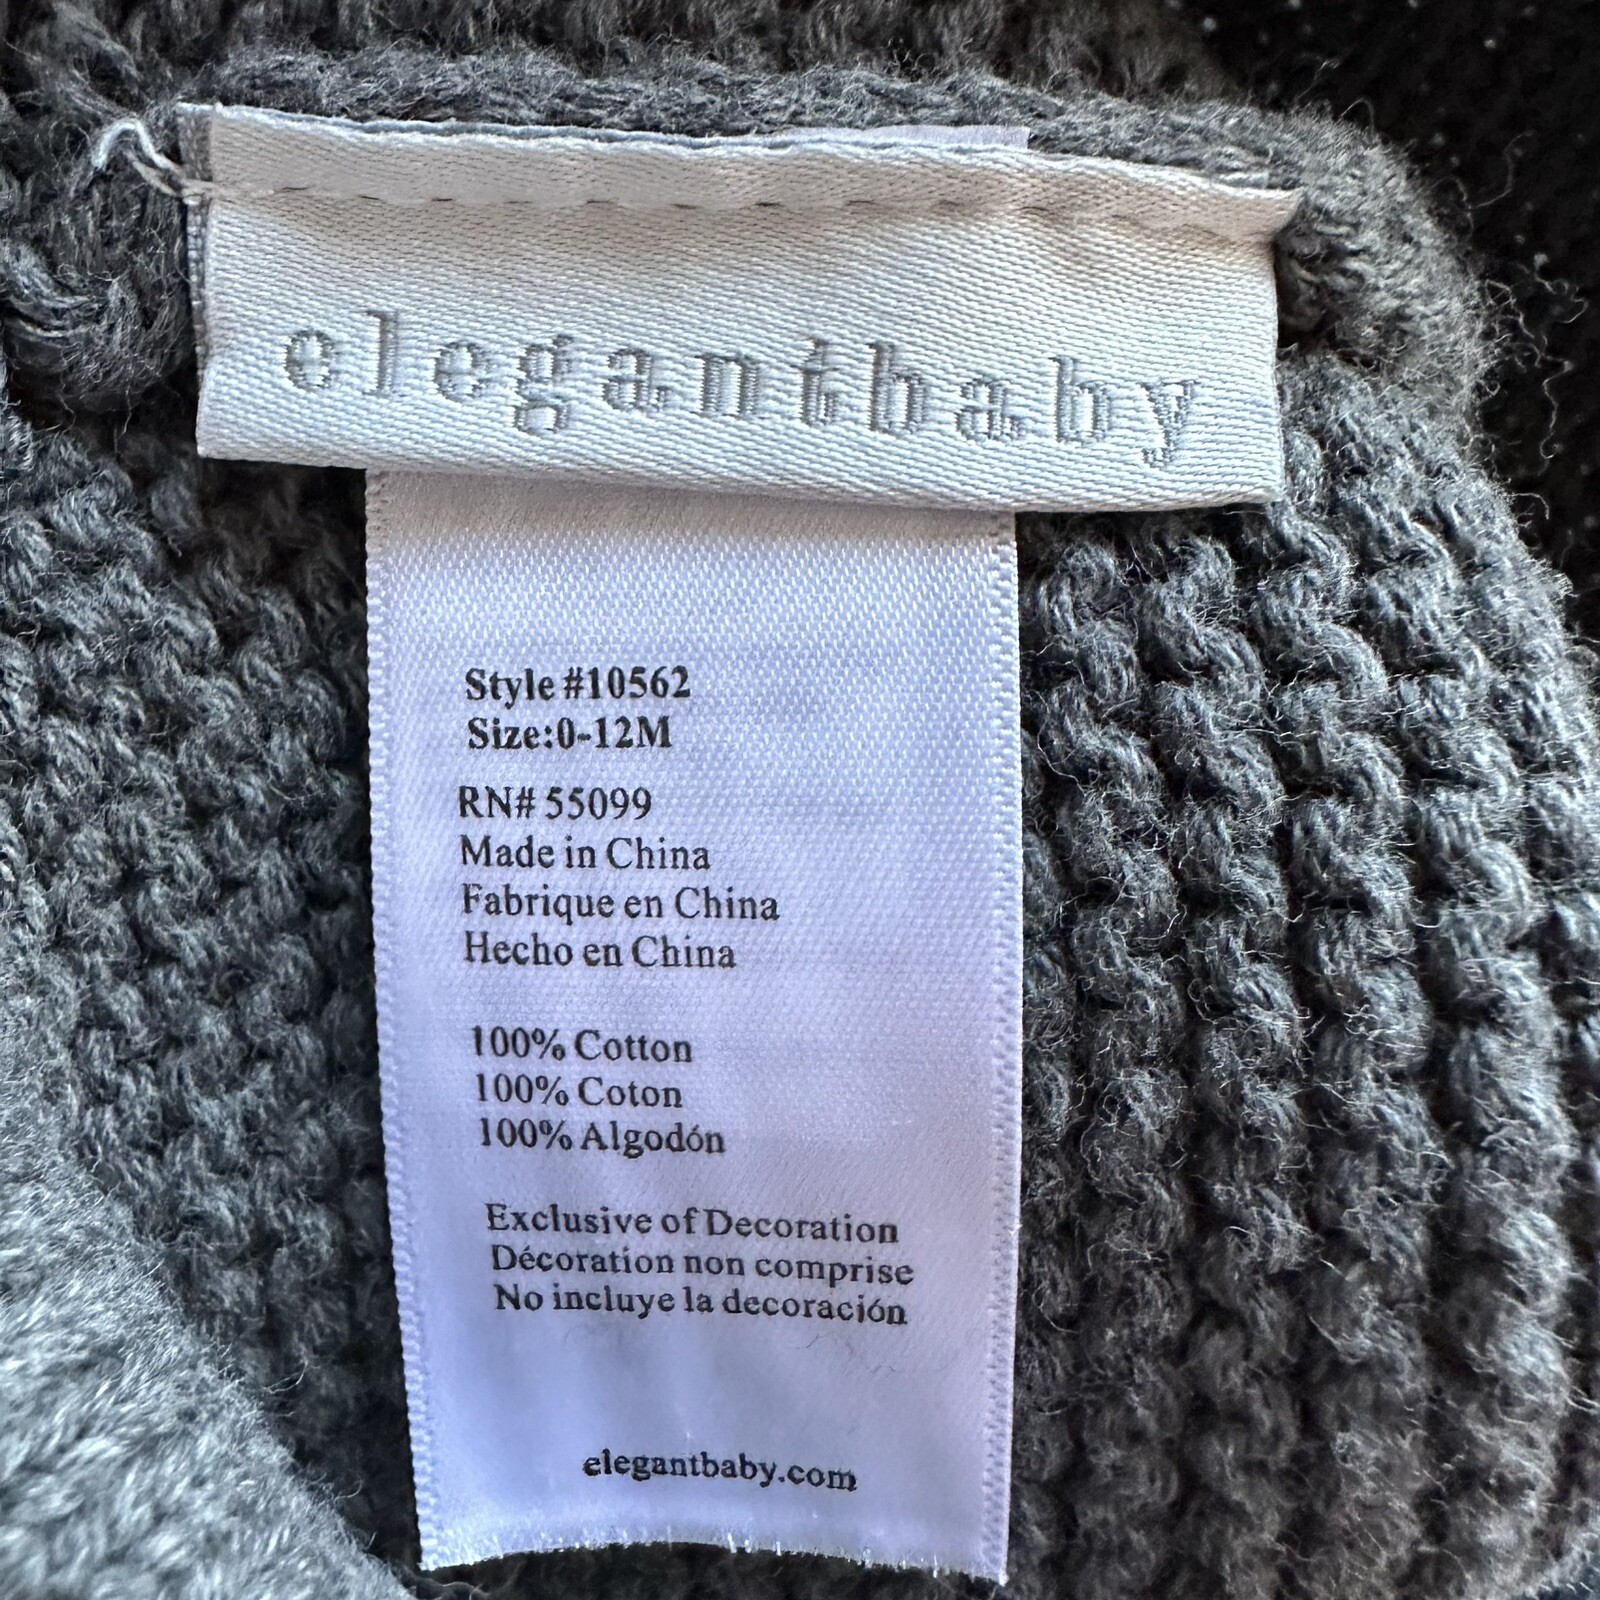 elegantbaby
Style #10562
Size:0-12M
RN# 55099
Made in China
Fabrique en China
Hecho en China
100% Cotton
100% Coton
100% Algodón
Exclusive of Decoration
Décoration non comprise
No incluye la decoración
elegantbaby.com